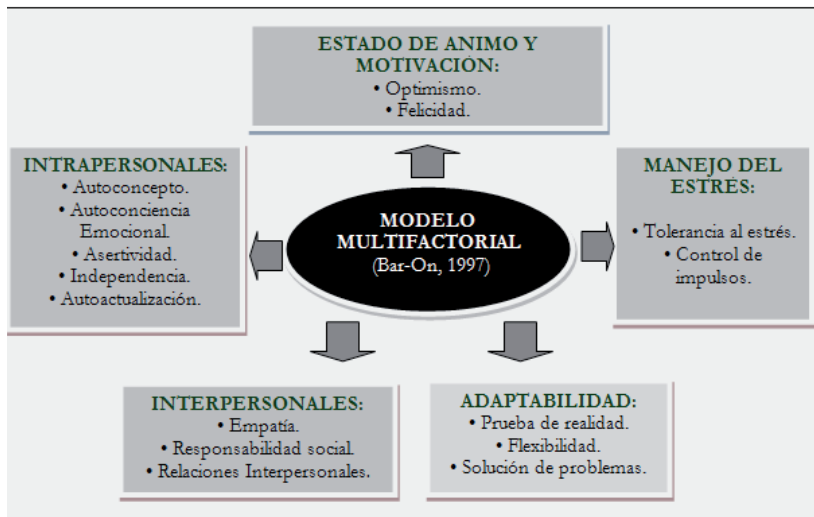 ESTADO DE ANIMO Y
MOTIVACIÓN:
• Optimismo.
• Felicidad.
INTRAPERSONALES:
• Autoconcepto.
• Autoconciencia
Emocional.
• Asertividad.
• Independencia.
• Autoactualización.
MODELO
MULTIFACTORIAL
(Bar-On, 1997)
MANEJO DEL
ESTRÉS:
• Tolerancia al estrés.
• Control de
impulsos.
INTERPERSONALES:
• Empatía.
• Responsabilidad social.
• Relaciones Interpersonales.
ADAPTABILIDAD:
• Prueba de realidad.
• Flexibilidad.
• Solución de problemas.